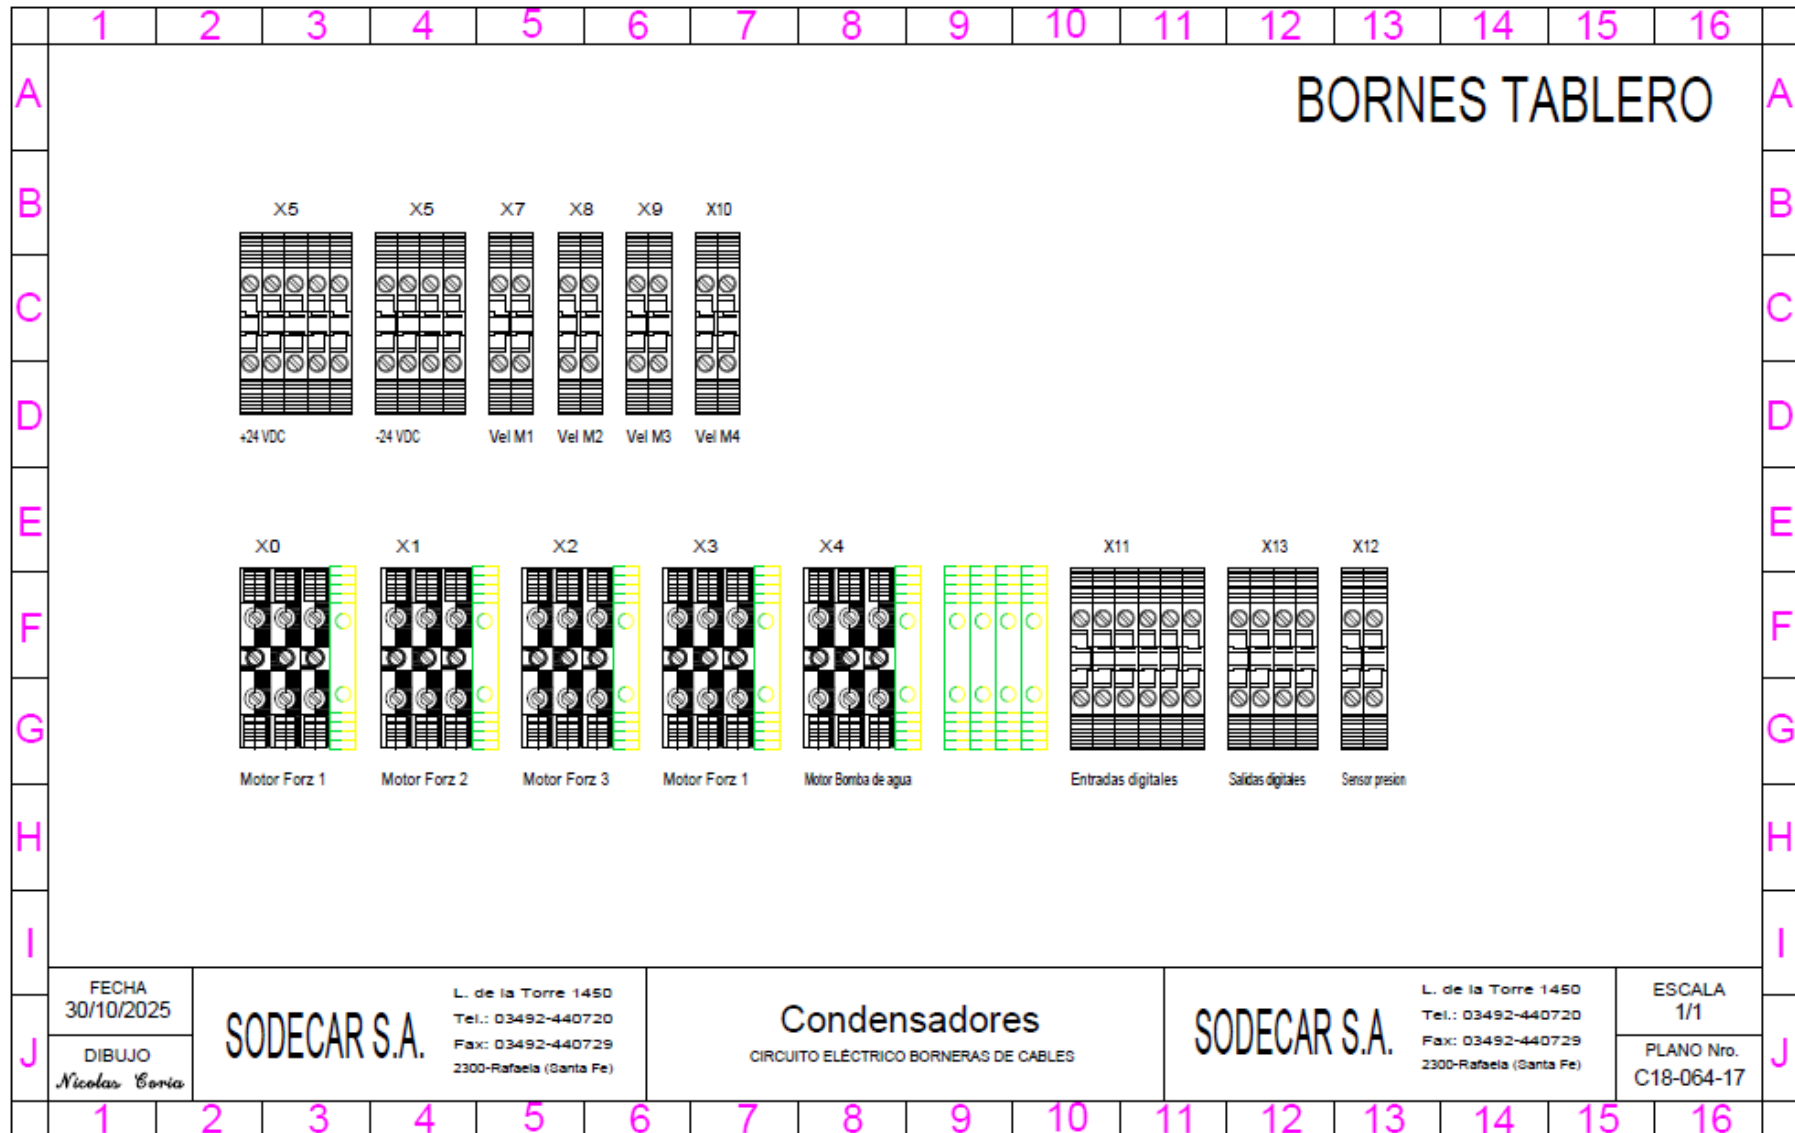 1 2 3 4 5 6 7 8 9 10 11 12 13 14 15 16
A A
BORNES TABLERO
B B
X5 X5 X7 X8 X9 X10
C C
D D
+24 VDC -24 VDC Vel M1 Vel M2 Vel M3 Vel M4
E E
X0 X1 X2 X3 X4 X11 X13 X12
F F
G G
Motor Forz 1 Motor Forz 2 Motor Forz 3 Motor Forz 1 Motor Bomba de agua Entradas digitales Salidas digitales Sensor presion
H H
I I
J J
FECHA
30/10/2025
DIBUJO
Nicolas Coria
SODECAR S.A.
L. de la Torre 1450
Tel.: 03492-440720
Fax: 03492-440729
2300-Rafaela (Santa Fe)
Condensadores
CIRCUITO ELÉCTRICO BORNERAS DE CABLES
SODECAR S.A.
L. de la Torre 1450
Tel.: 03492-440720
Fax: 03492-440729
2300-Rafaela (Santa Fe)
ESCALA
1/1
PLANO Nro.
C18-064-17
1 2 3 4 5 6 7 8 9 10 11 12 13 14 15 16